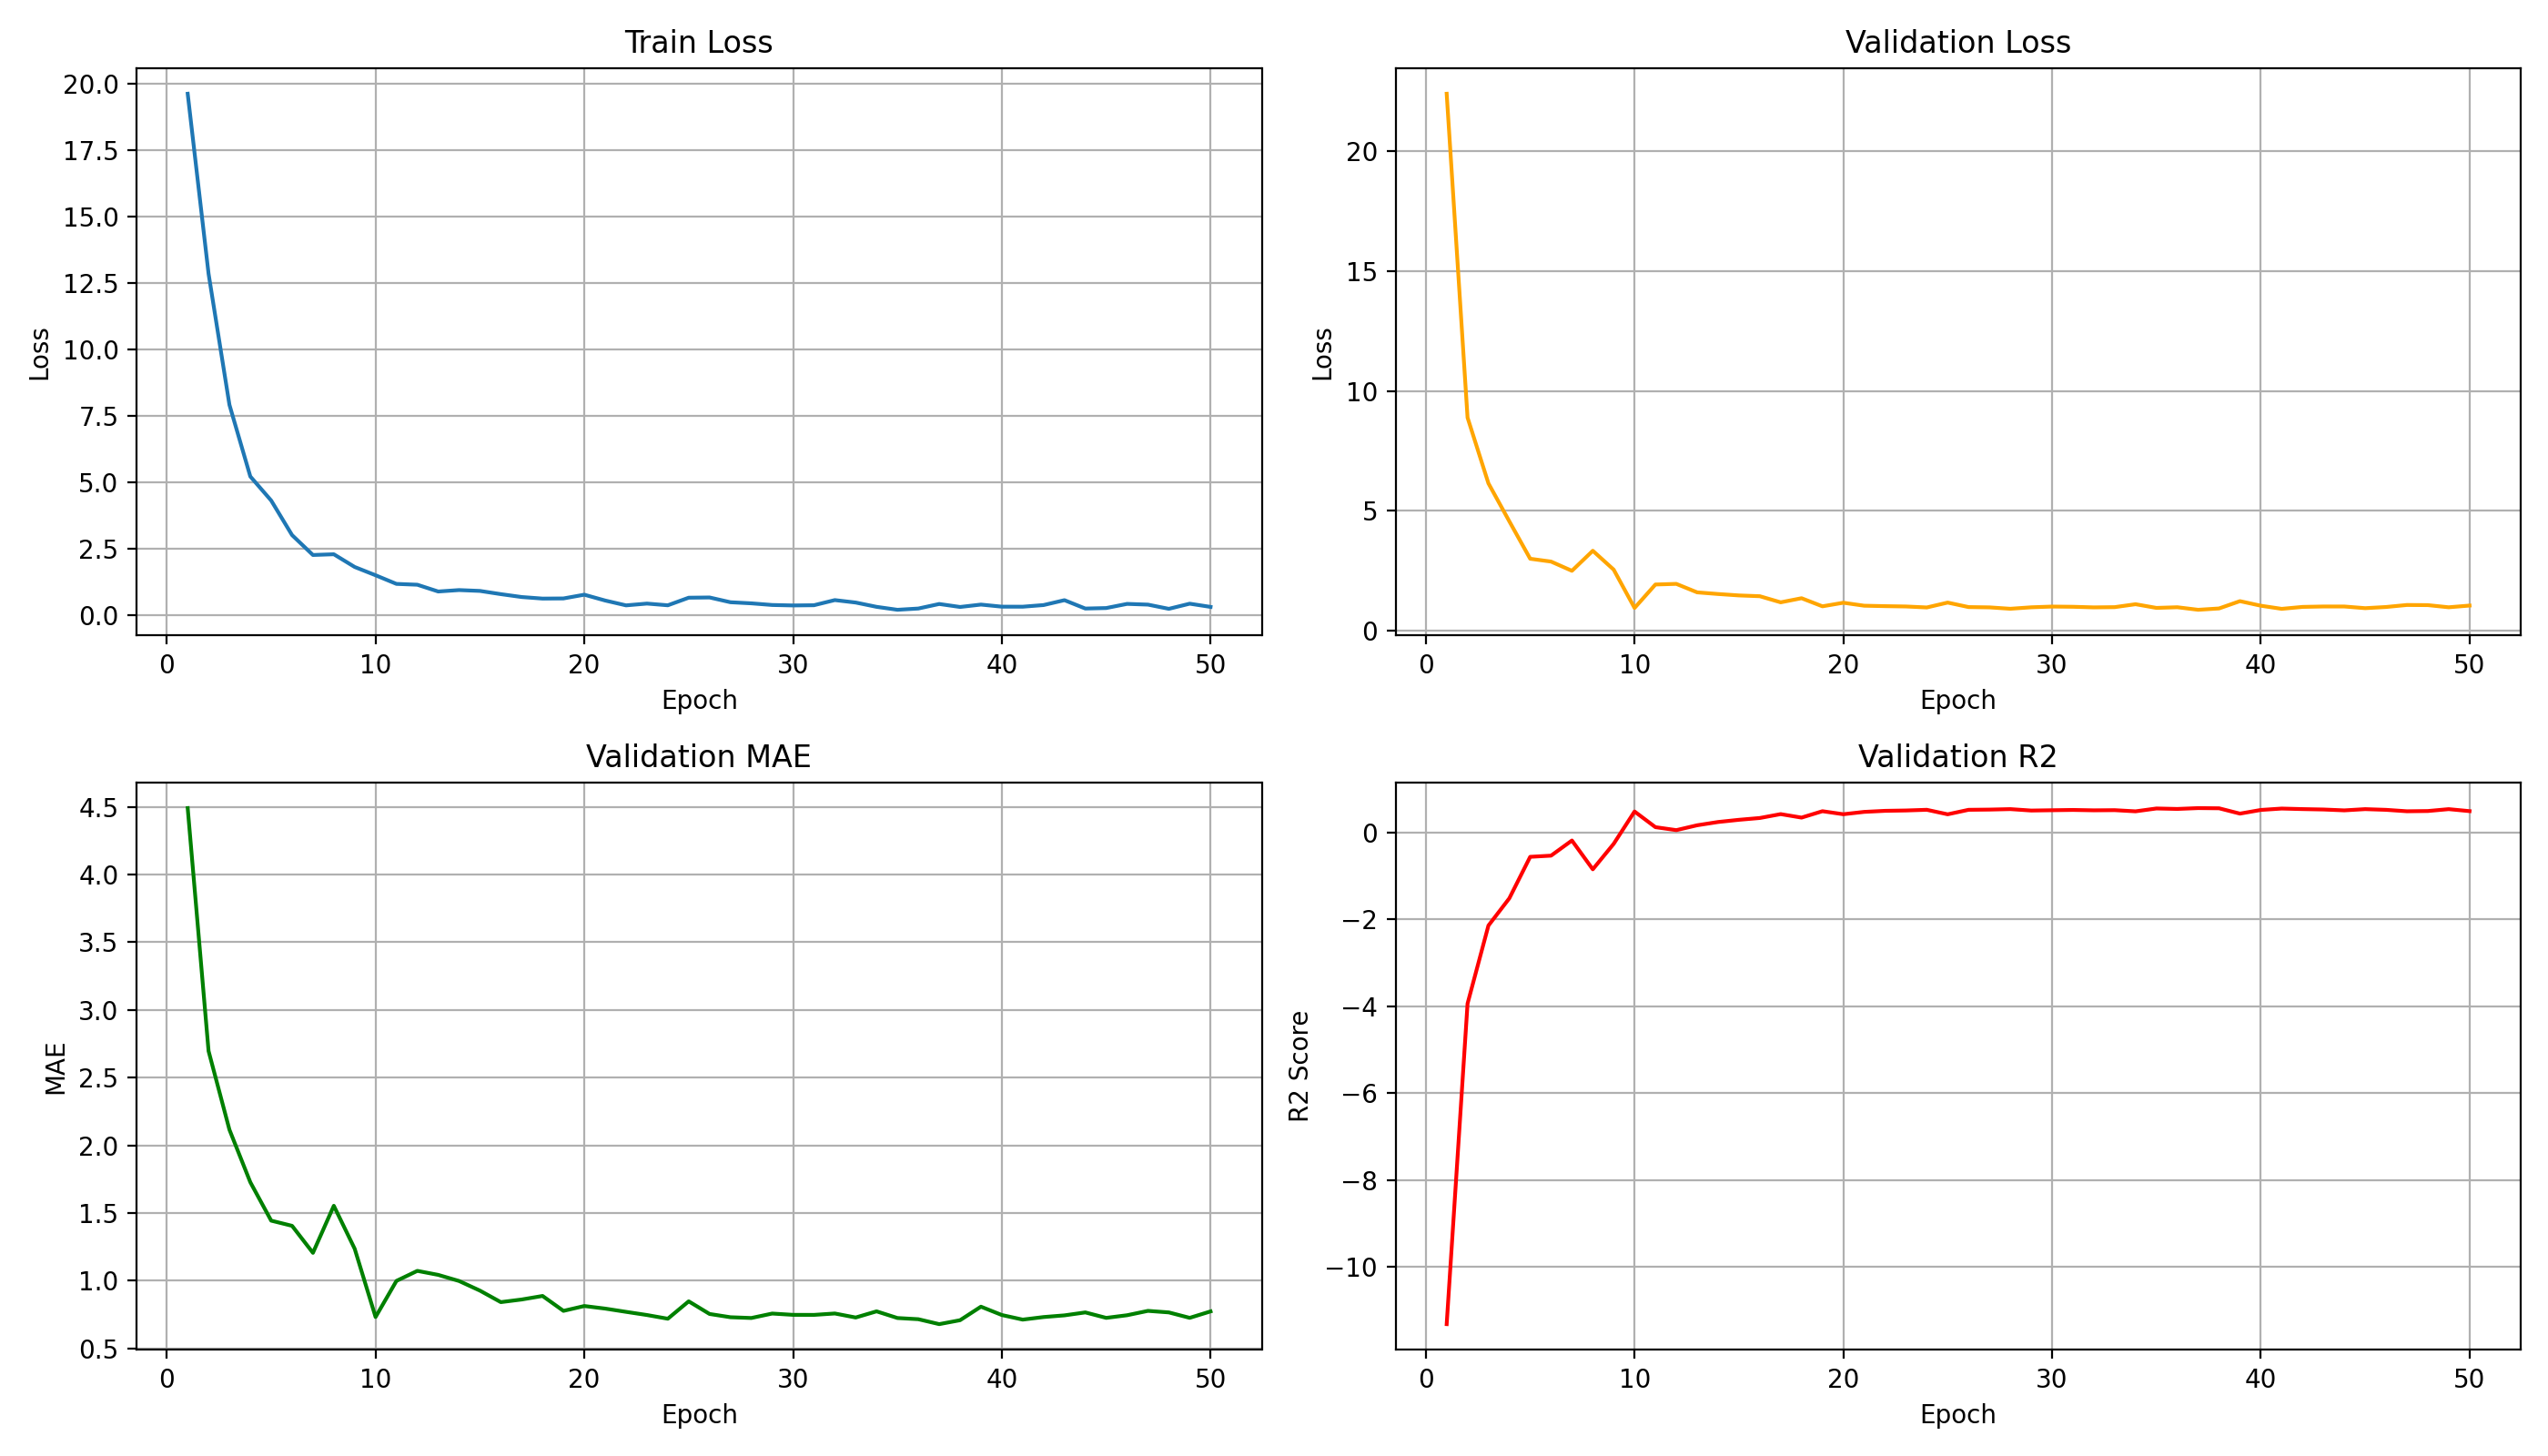 Train Loss
20.0
17.5
15.0
12.5
10.0
7.5
5.0
2.5
0.0
Loss
0 10 20 30 40 50
Epoch
Validation Loss
20
15
10
5
0
Loss
0 10 20 30 40 50
Epoch
Validation MAE
4.5
4.0
3.5
3.0
2.5
2.0
1.5
1.0
0.5
MAE
0 10 20 30 40 50
Epoch
Validation R2
0
−2
−4
−6
−8
−10
R2 Score
0 10 20 30 40 50
Epoch